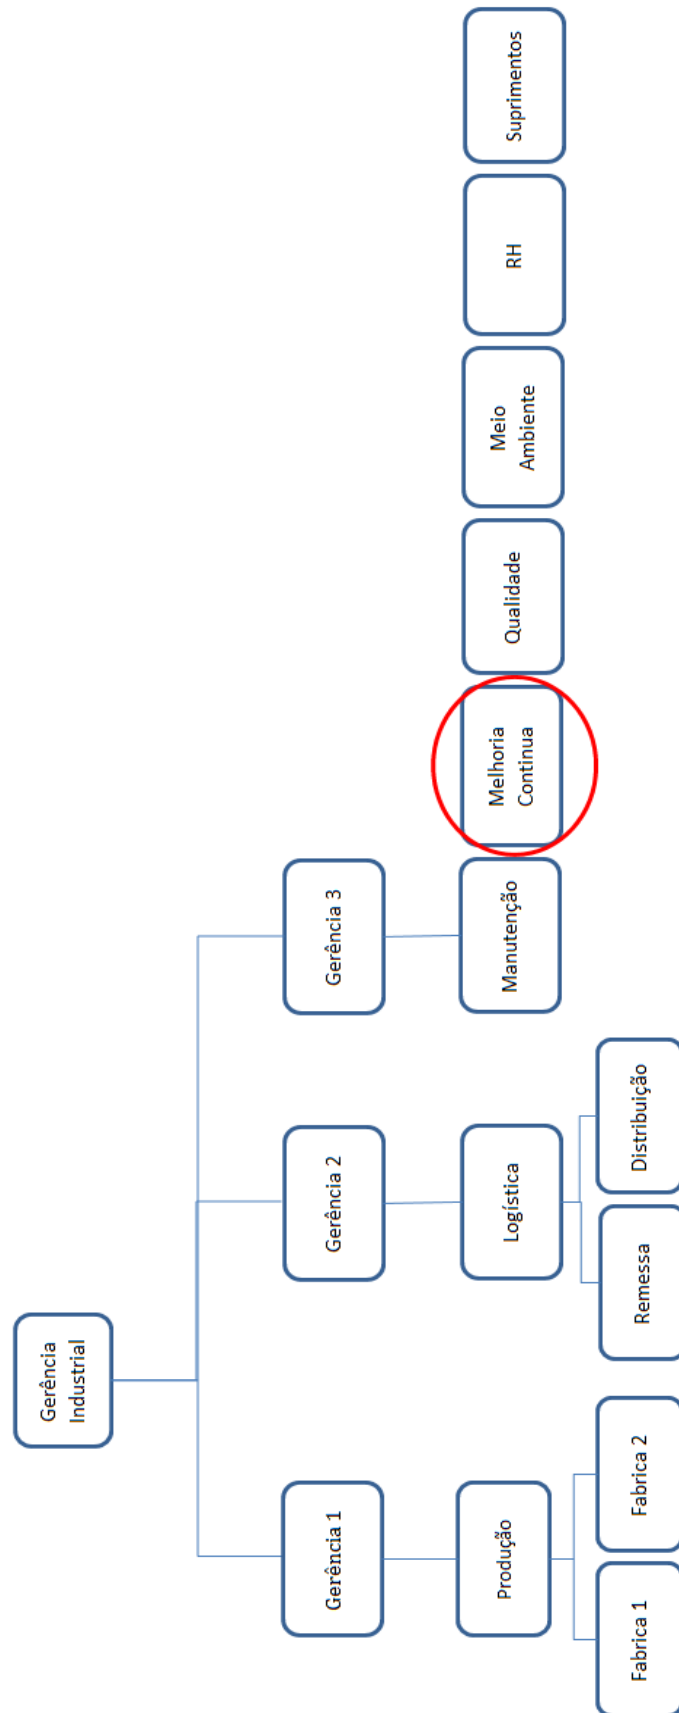 Gerência
Industrial
Gerência 1
Gerência 2
Gerência 3
Produção
Logística
Manutenção
Melhoria
Continua
Qualidade
Meio
Ambiente
RH
Suprimentos
Fabrica 1
Fabrica 2
Remessa
Distribuição